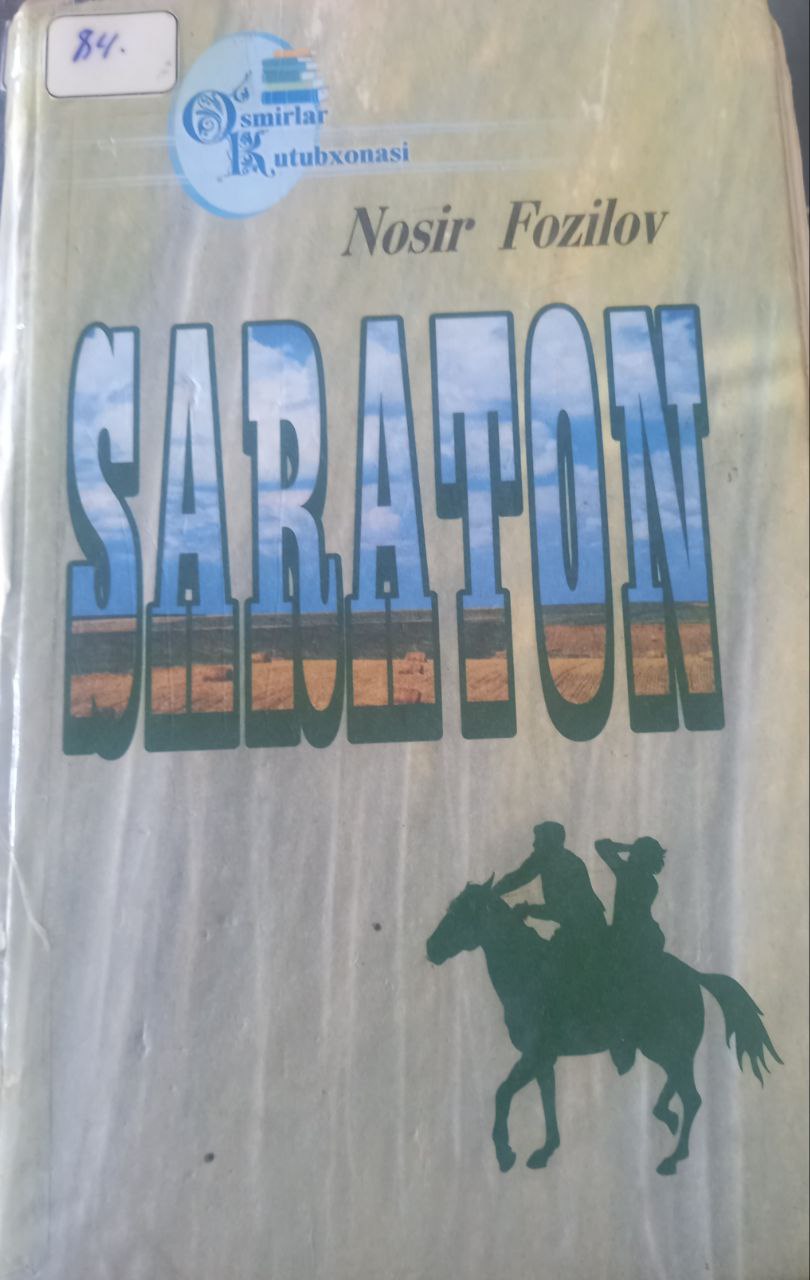 84.
O'smirlar
Kutubxonasi
Nosir Fozilov
SARATON